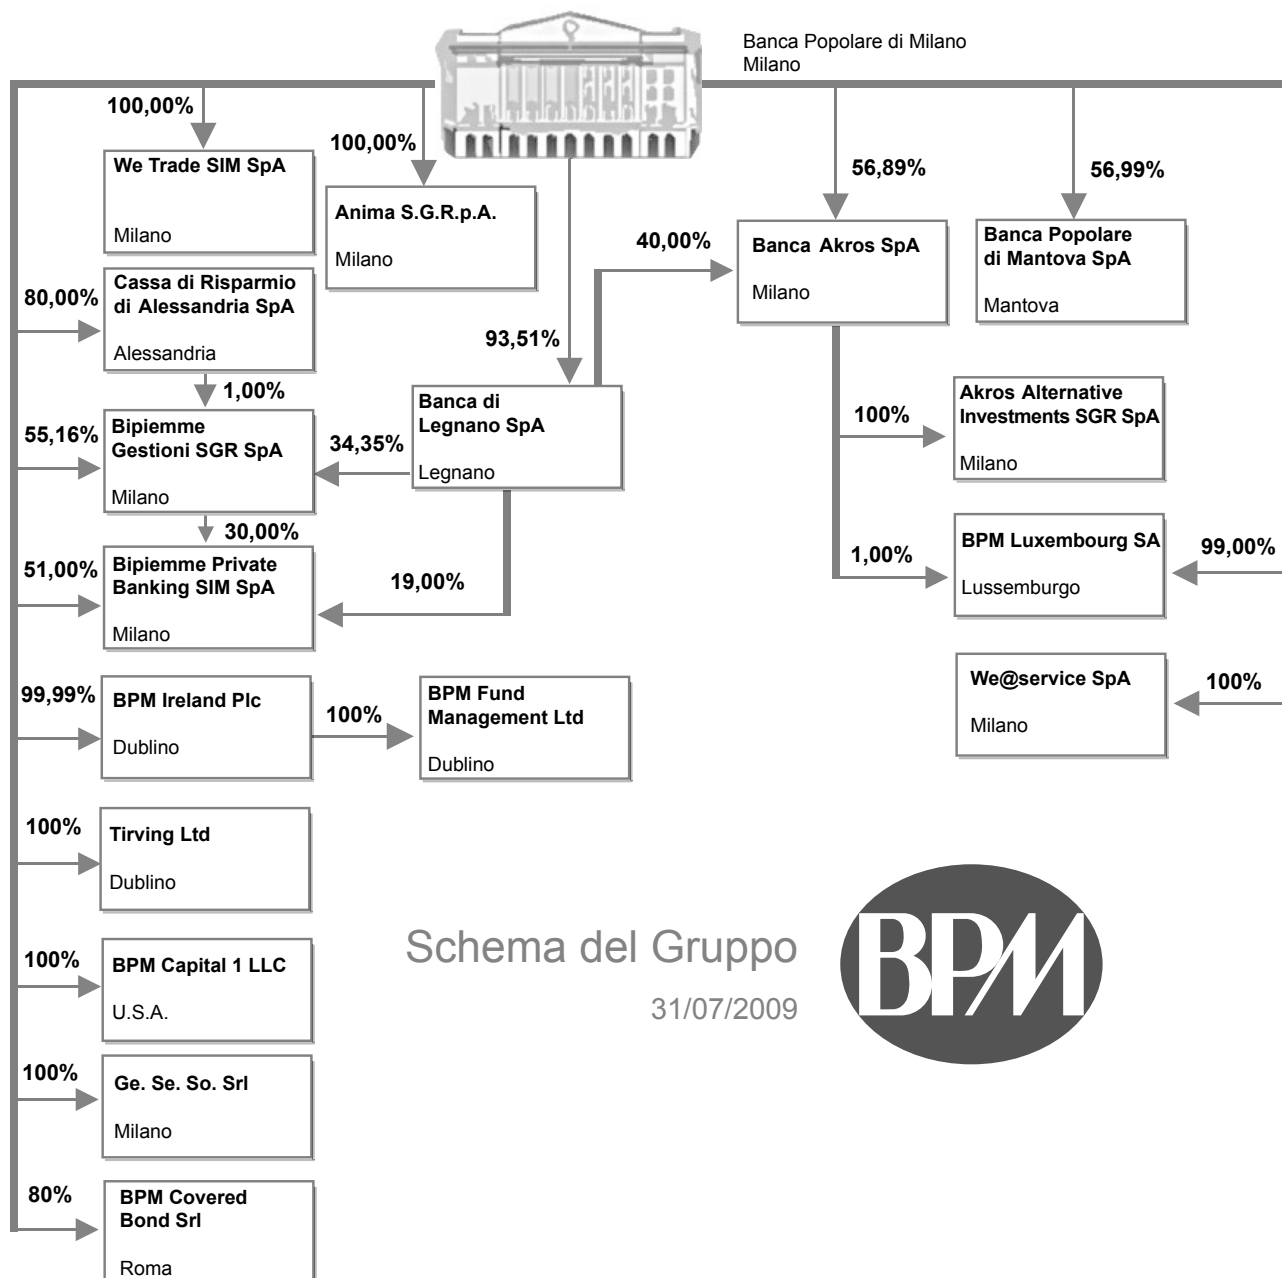 Banca Popolare di Milano
Milano
100,00%
We Trade SIM SpA
Milano
100,00%
Anima S.G.R.p.A.
Milano
56,89%
Banca Akros SpA
Milano
56,99%
Banca Popolare
di Mantova SpA
Mantova
40,00%
80,00%
Cassa di Risparmio
di Alessandria SpA
Alessandria
93,51%
Banca di
Legnano SpA
Legnano
1,00%
55,16%
Bipiemme
Gestioni SGR SpA
Milano
34,35%
100%
Akros Alternative
Investments SGR SpA
Milano
30,00%
51,00%
Bipiemme Private
Banking SIM SpA
Milano
19,00%
1,00%
BPM Luxembourg SA
Lussemburgo
99,00%
99,99%
BPM Ireland Plc
Dublino
100%
BPM Fund
Management Ltd
Dublino
We@service SpA
Milano
100%
100%
Tirving Ltd
Dublino
100%
BPM Capital 1 LLC
U.S.A.
Schema del Gruppo
31/07/2009
BPM
100%
Ge. Se. So. Srl
Milano
80%
BPM Covered
Bond Srl
Roma